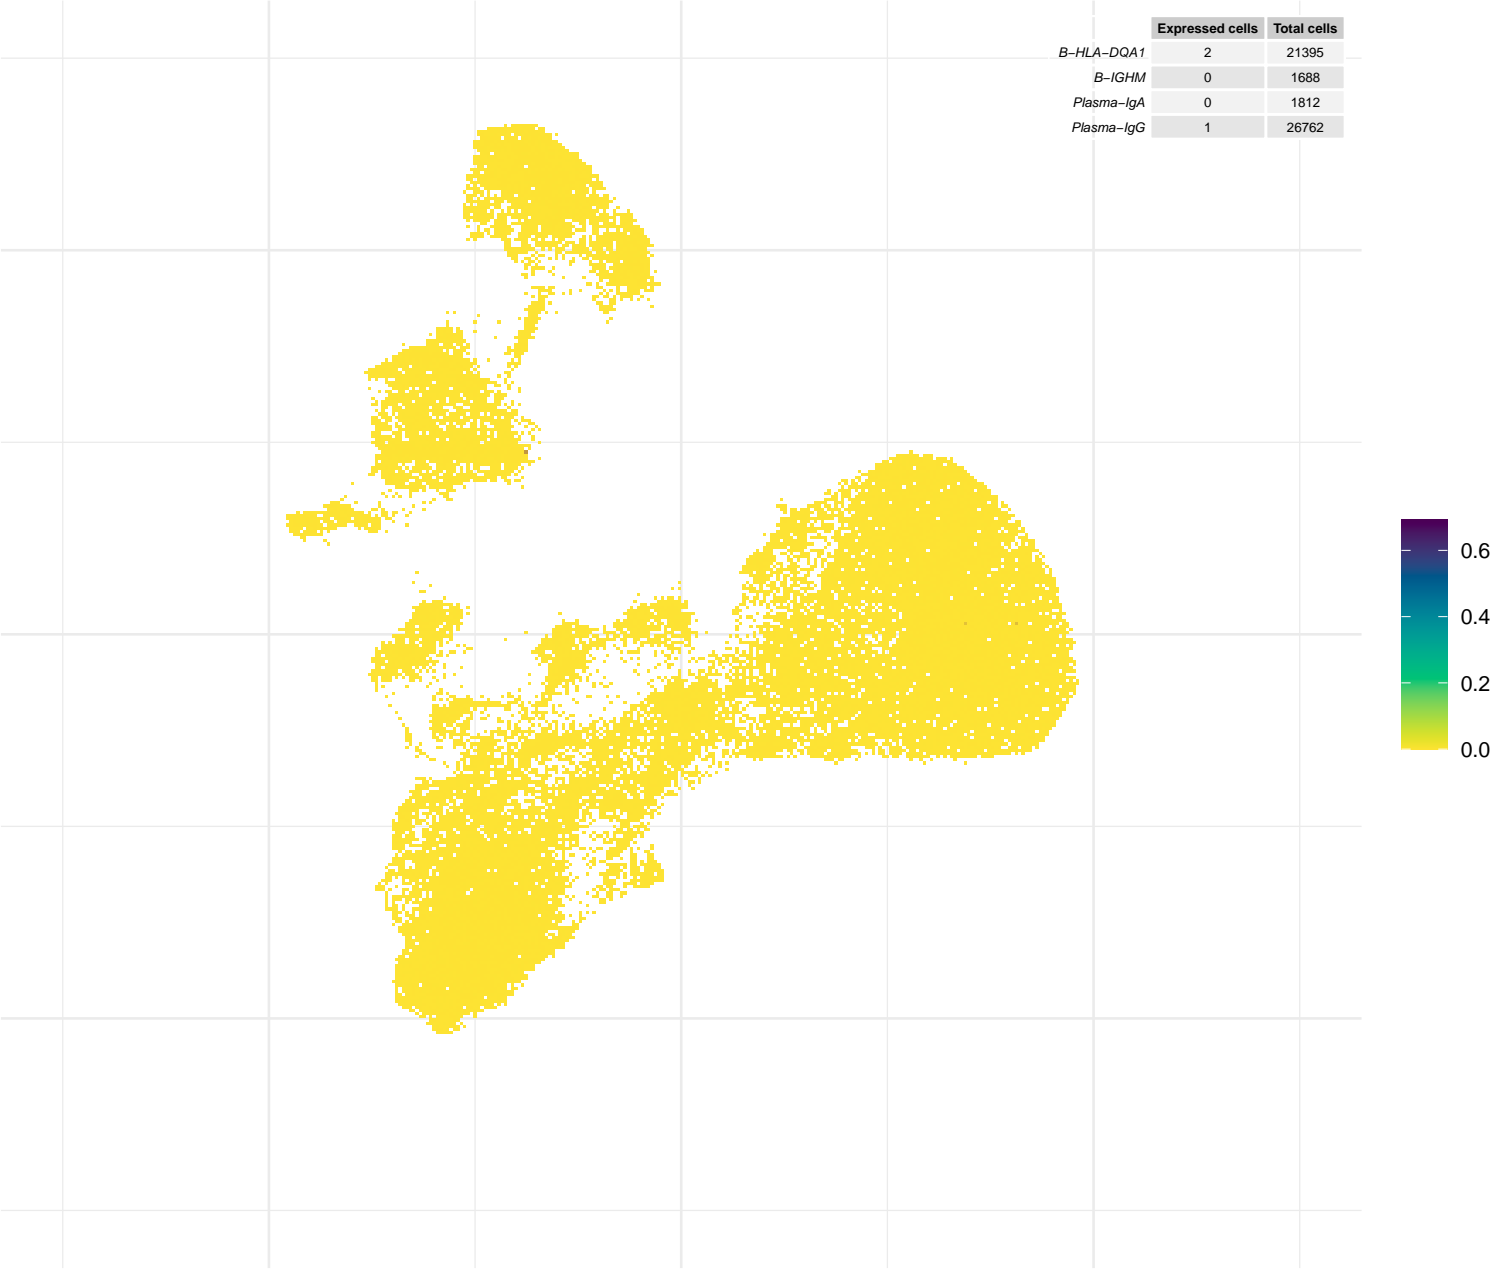 Expressed cells Total cells
B−HLA−DQA1 2 21395
B−IGHM 0 1688
Plasma−IgA 0 1812
Plasma−IgG 1 26762
0.6
0.4
0.2
0.0